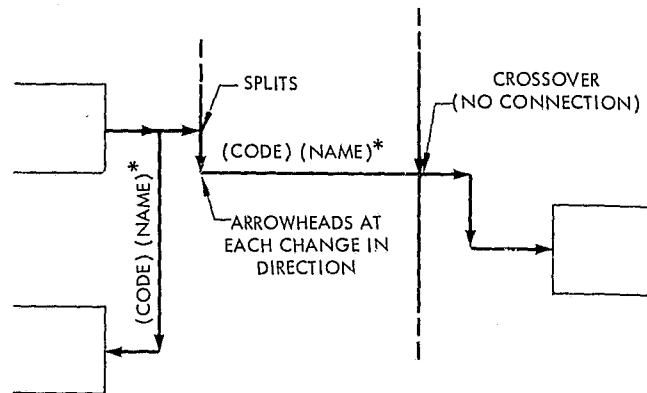 SPLITS
CROSSOVER
(NO CONNECTION)
(CODE) (NAME)*
(CODE) (NAME)*
ARROWHEADS AT
EACH CHANGE IN
DIRECTION